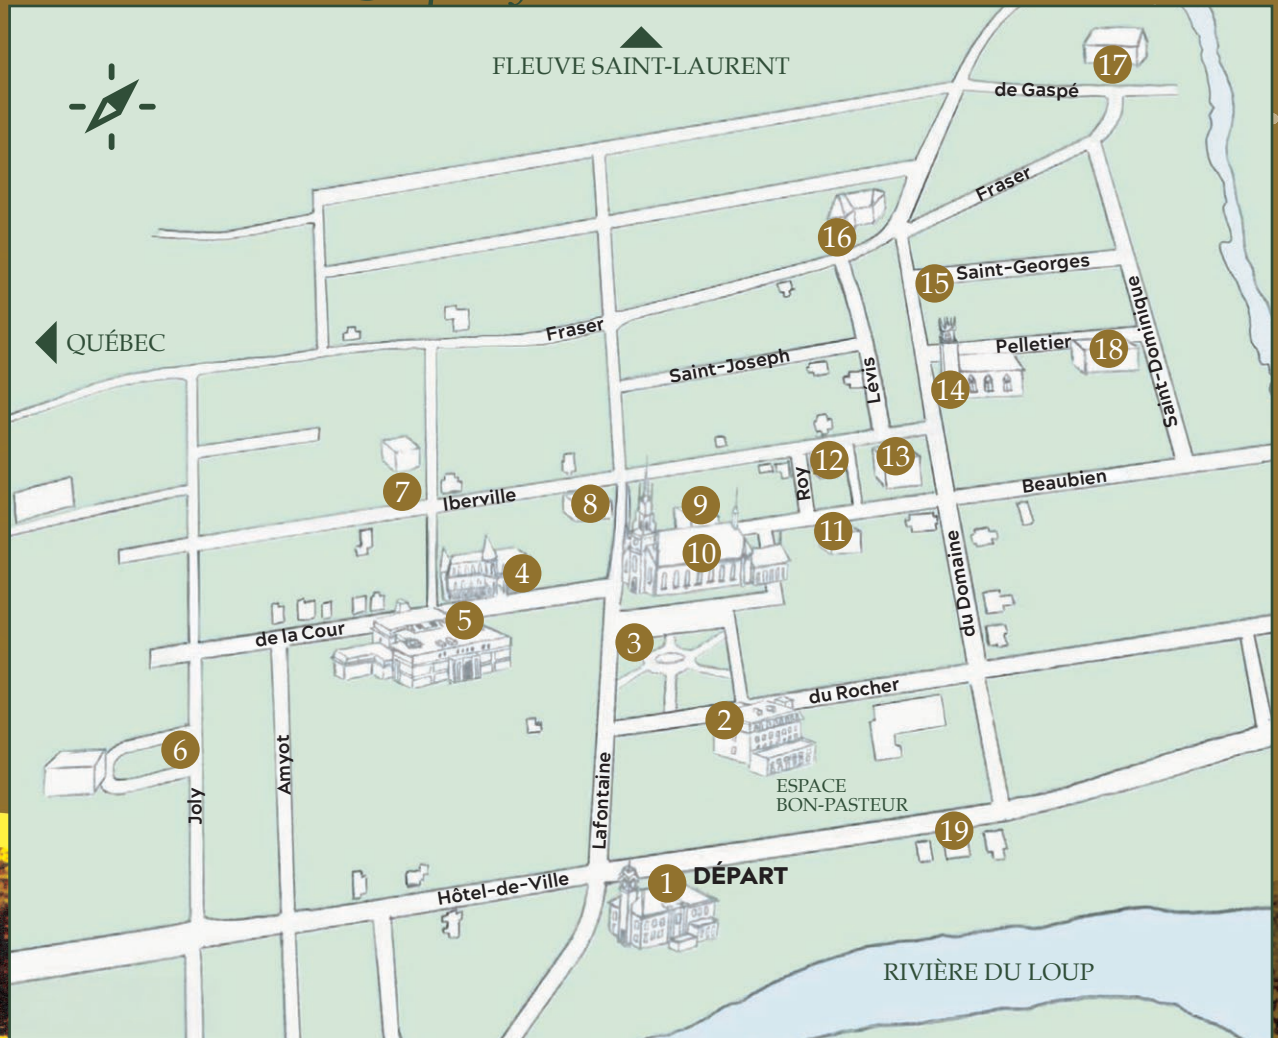 FLEUVE SAINT-LAURENT
17
de Gaspé
Fraser
16
Saint-Georges
15
Saint-Dominique
QUÉBEC
Fraser
Pelletier
18
Saint-Joseph
Lévis
14
12
13
7
Iberville
8
9
Roy
Beaubien
11
10
4
du Domaine
5
de la Cour
3
du Rocher
2
6
Amyot
Joly
Lafontaine
ESPACE
BON-PASTEUR
19
1
DÉPART
Hôtel-de-Ville
RIVIÈRE DU LOUP